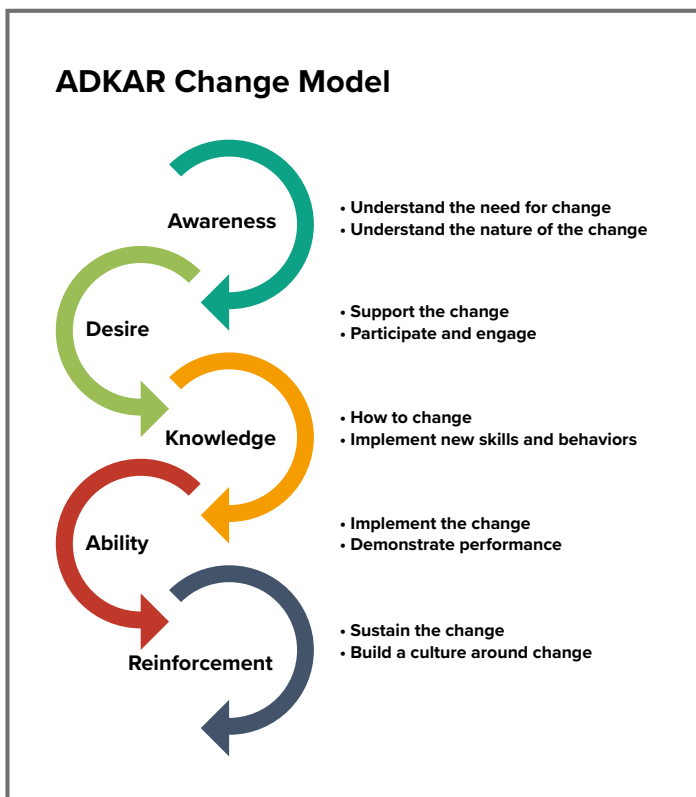 ADKAR Change Model
Awareness
• Understand the need for change
• Understand the nature of the change
Desire
• Support the change
• Participate and engage
Knowledge
• How to change
• Implement new skills and behaviors
Ability
• Implement the change
• Demonstrate performance
Reinforcement
• Sustain the change
• Build a culture around change